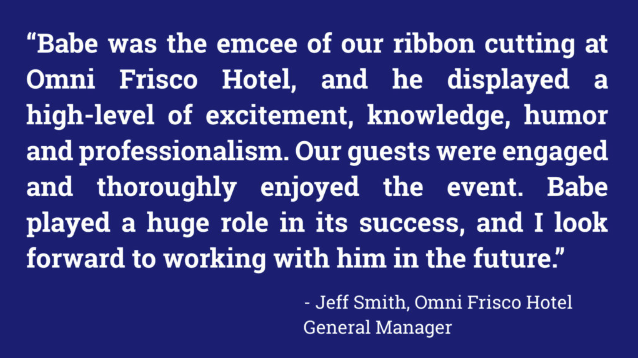 “Babe was the emcee of our ribbon cutting at
Omni Frisco Hotel, and he displayed a
high-level of excitement, knowledge, humor
and professionalism. Our guests were engaged
and thoroughly enjoyed the event. Babe
played a huge role in its success, and I look
forward to working with him in the future.”
- Jeff Smith, Omni Frisco Hotel
General Manager